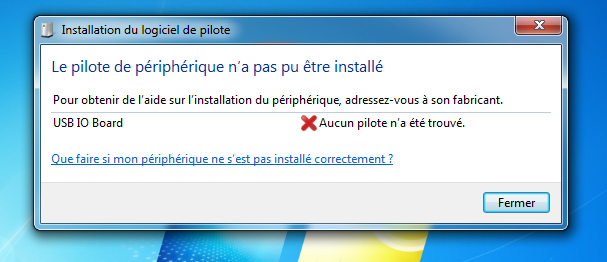 Installation du logiciel de pilote
Le pilote de périphérique n'a pas pu être installé
Pour obtenir de l'aide sur l'installation du périphérique, adressez-vous à son fabricant.
USB IO Board Aucun pilote n'a été trouvé.
Que faire si mon périphérique ne s'est pas installé correctement ?
Fermer